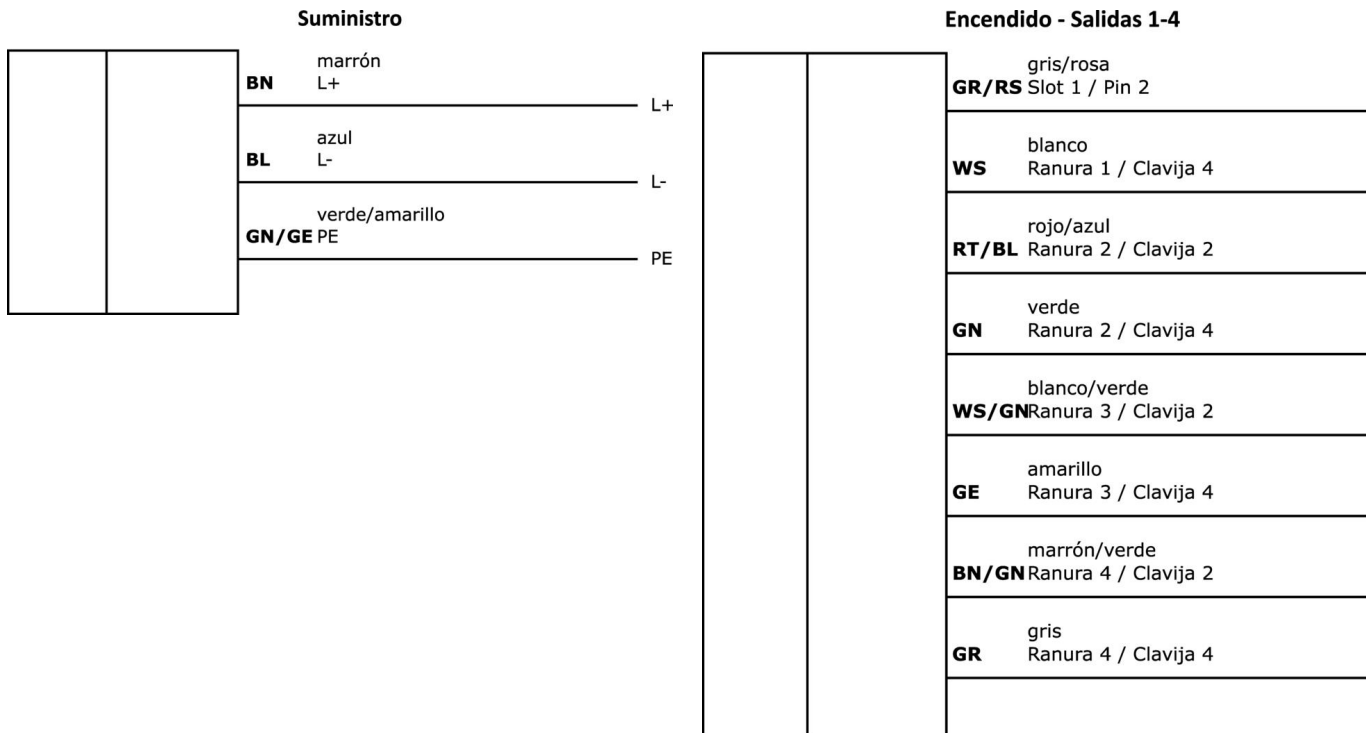 Suministro
marrón
BN L+
L+
azul
BL L-
L-
verde/amarillo
GN/GE PE
PE
Encendido - Salidas 1-4
gris/rosa
GR/RS Slot 1 / Pin 2
blanco
WS Ranura 1 / Clavija 4
rojo/azul
RT/BL Ranura 2 / Clavija 2
verde
GN Ranura 2 / Clavija 4
blanco/verde
WS/GN Ranura 3 / Clavija 2
amarillo
GE Ranura 3 / Clavija 4
marrón/verde
BN/GN Ranura 4 / Clavija 2
gris
GR Ranura 4 / Clavija 4